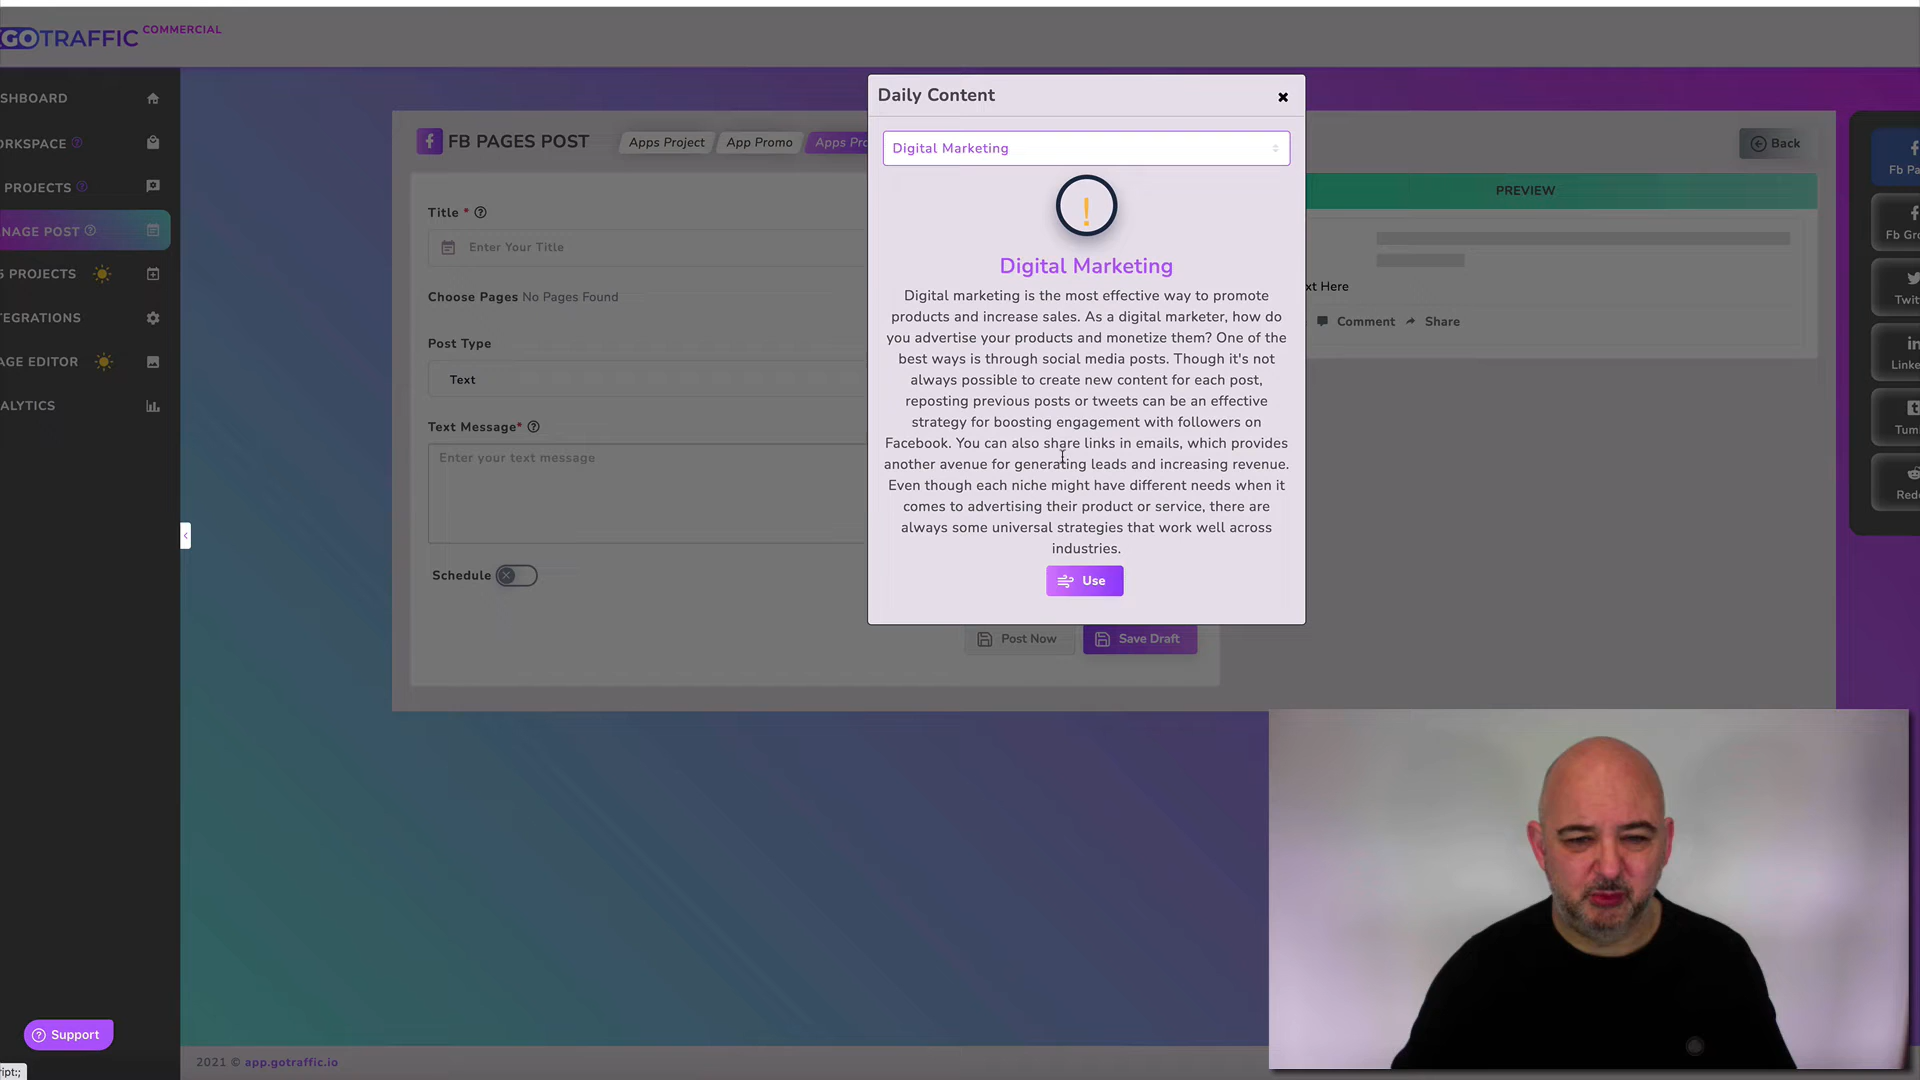 GOTRAFFIC COMMERCIAL
SHBOARD
ORKSPACE
PROJECTS
NAGE POST
5 PROJECTS
TEGRATIONS
AGE EDITOR
ALYTICS
Support
ript:;
FB PAGES POST
Apps Project
App Promo
Apps Pro
Back
Title *
Enter Your Title
Choose Pages No Pages Found
Post Type
Text
Text Message*
Enter your text message
Schedule
Post Now
Save Draft
Daily Content
Digital Marketing
!
Digital Marketing
Digital marketing is the most effective way to promote
products and increase sales. As a digital marketer, how do
you advertise your products and monetize them? One of the
best ways is through social media posts. Though it's not
always possible to create new content for each post,
reposting previous posts or tweets can be an effective
strategy for boosting engagement with followers on
Facebook. You can also share links in emails, which provides
another avenue for generating leads and increasing revenue.
Even though each niche might have different needs when it
comes to advertising their product or service, there are
always some universal strategies that work well across
industries.
Use
PREVIEW
xt Here
Comment
Share
Fb Pa
Fb Gro
Twit
Linke
Tum
Redd
2021 © app.gotraffic.io